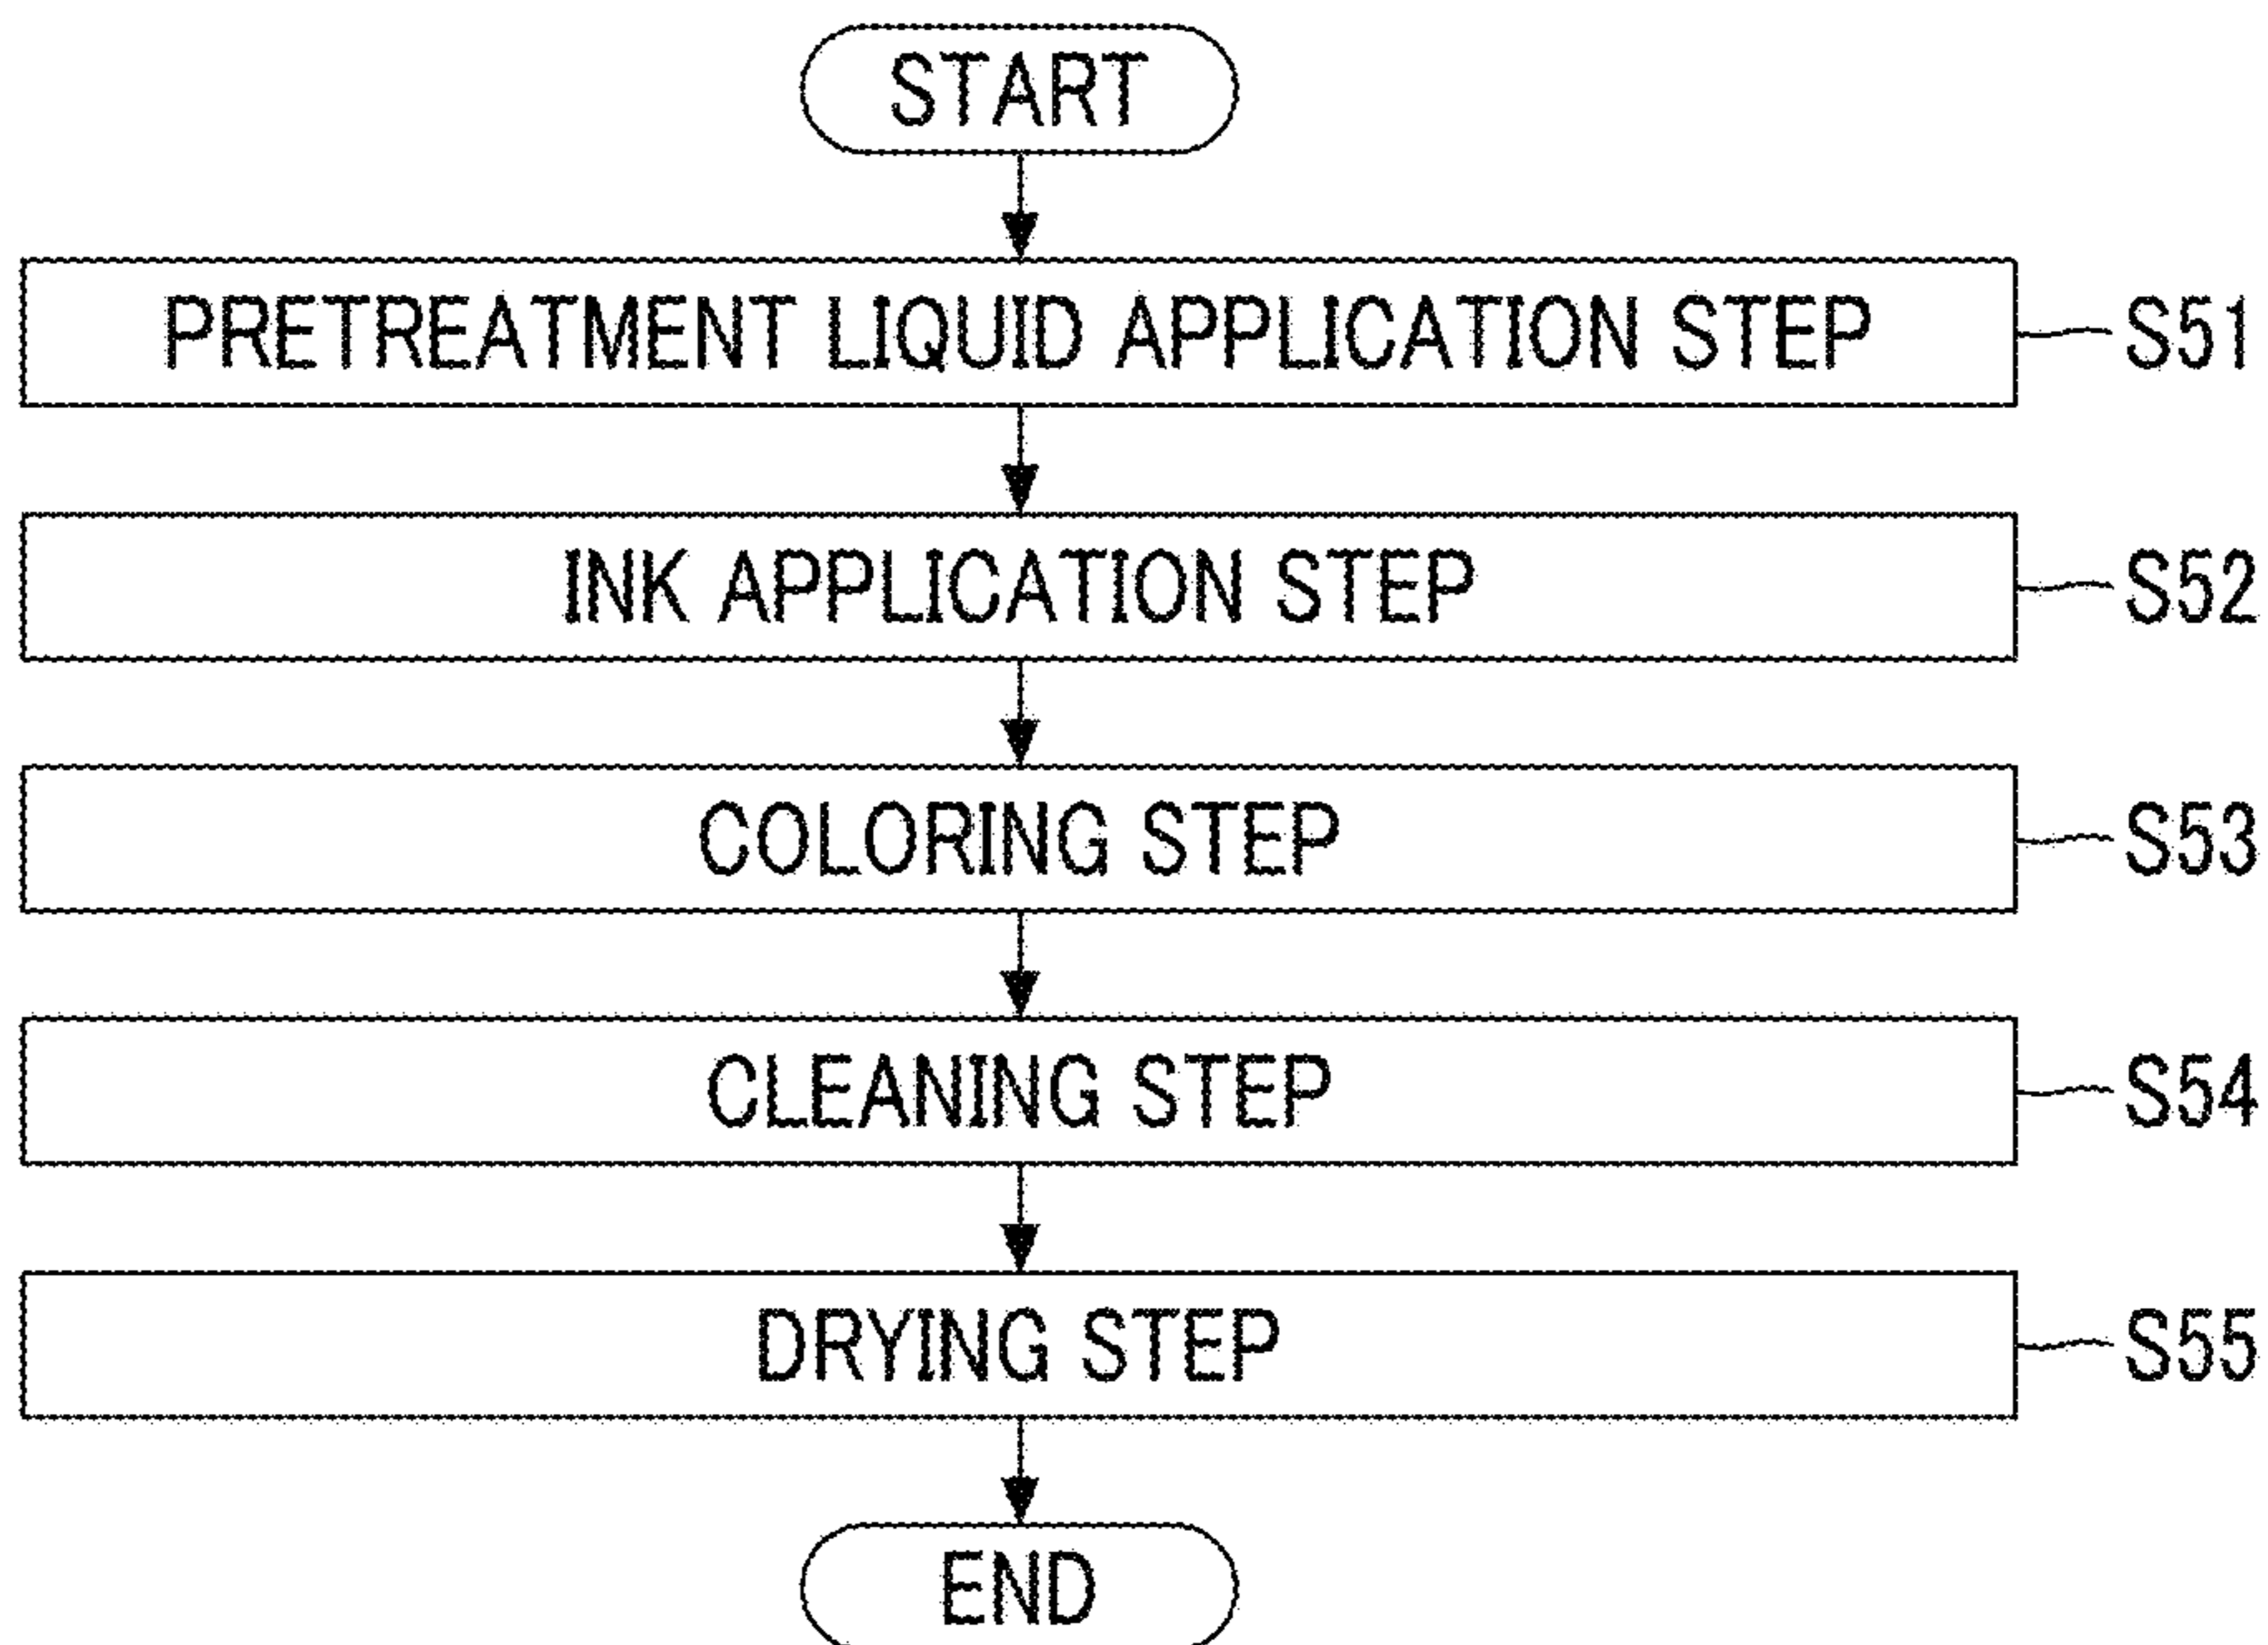 START
PRETREATMENT LIQUID APPLICATION STEP S51
INK APPLICATION STEP S52
COLORING STEP S53
CLEANING STEP S54
DRYING STEP S55
END